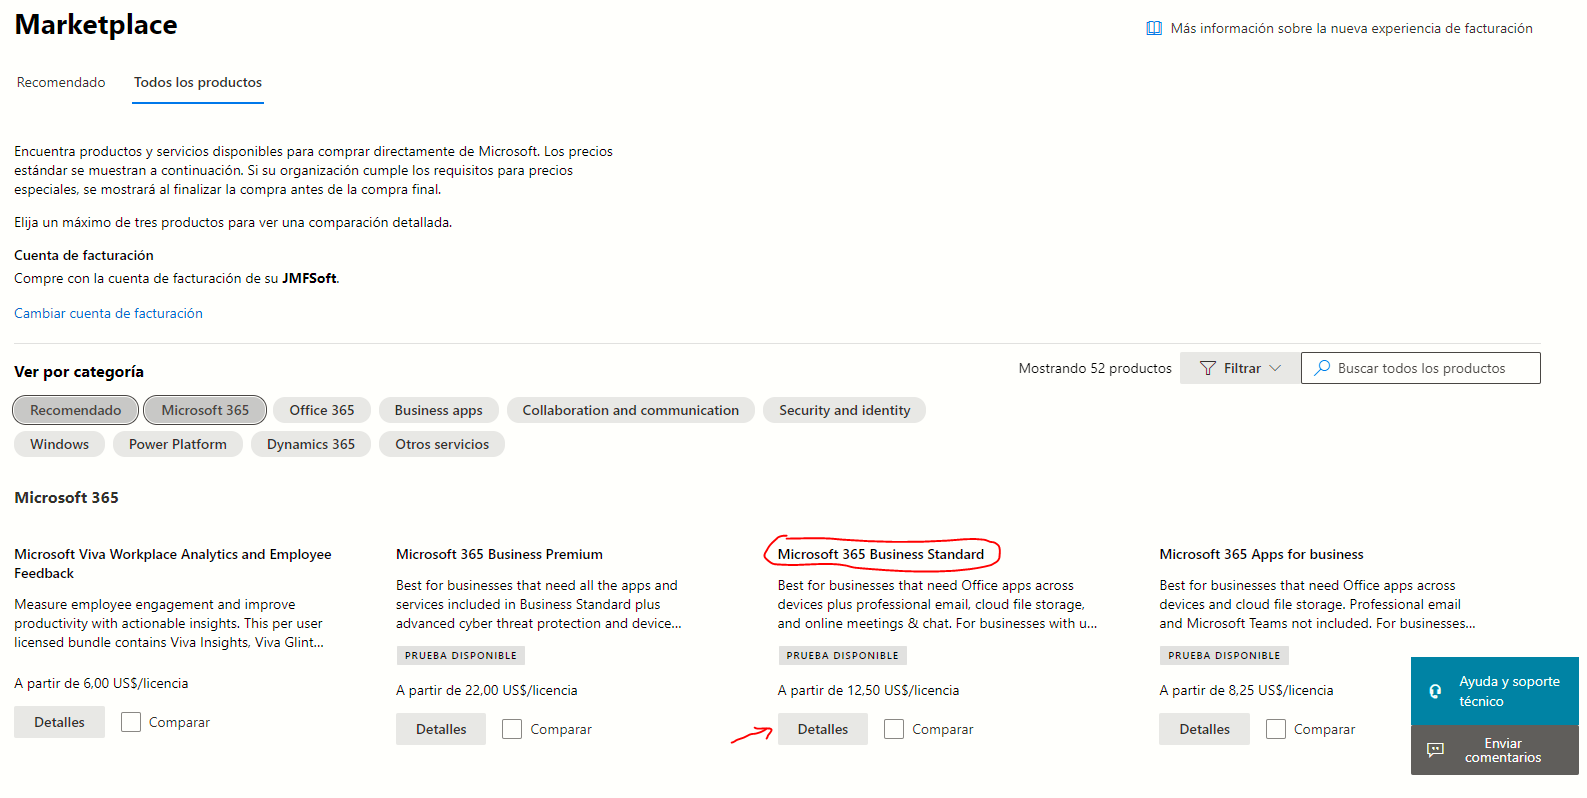 Marketplace
Más información sobre la nueva experiencia de facturación
Recomendado
Todos los productos
Encuentra productos y servicios disponibles para comprar directamente de Microsoft. Los precios
estándar se muestran a continuación. Si su organización cumple los requisitos para precios
especiales, se mostrará al finalizar la compra antes de la compra final.
Elija un máximo de tres productos para ver una comparación detallada.
Cuenta de facturación
Compre con la cuenta de facturación de su JMFSoft.
Cambiar cuenta de facturación
Ver por categoría
Mostrando 52 productos
Filtrar
Buscar todos los productos
Recomendado
Microsoft 365
Office 365
Business apps
Collaboration and communication
Security and identity
Windows
Power Platform
Dynamics 365
Otros servicios
Microsoft 365
Microsoft Viva Workplace Analytics and Employee
Feedback
Measure employee engagement and improve
productivity with actionable insights. This per user
licensed bundle contains Viva Insights, Viva Glint...
A partir de 6,00 US$/licencia
Detalles
Comparar
Microsoft 365 Business Premium
Best for businesses that need all the apps and
services included in Business Standard plus
advanced cyber threat protection and device...
PRUEBA DISPONIBLE
A partir de 22,00 US$/licencia
Detalles
Comparar
Microsoft 365 Business Standard
Best for businesses that need Office apps across
devices plus professional email, cloud file storage,
and online meetings & chat. For businesses with u...
PRUEBA DISPONIBLE
A partir de 12,50 US$/licencia
Detalles
Comparar
Microsoft 365 Apps for business
Best for businesses that need Office apps across
devices and cloud file storage. Professional email
and Microsoft Teams not included. For businesses...
PRUEBA DISPONIBLE
A partir de 8,25 US$/licencia
Detalles
Comparar
Ayuda y soporte
técnico
Enviar
comentarios